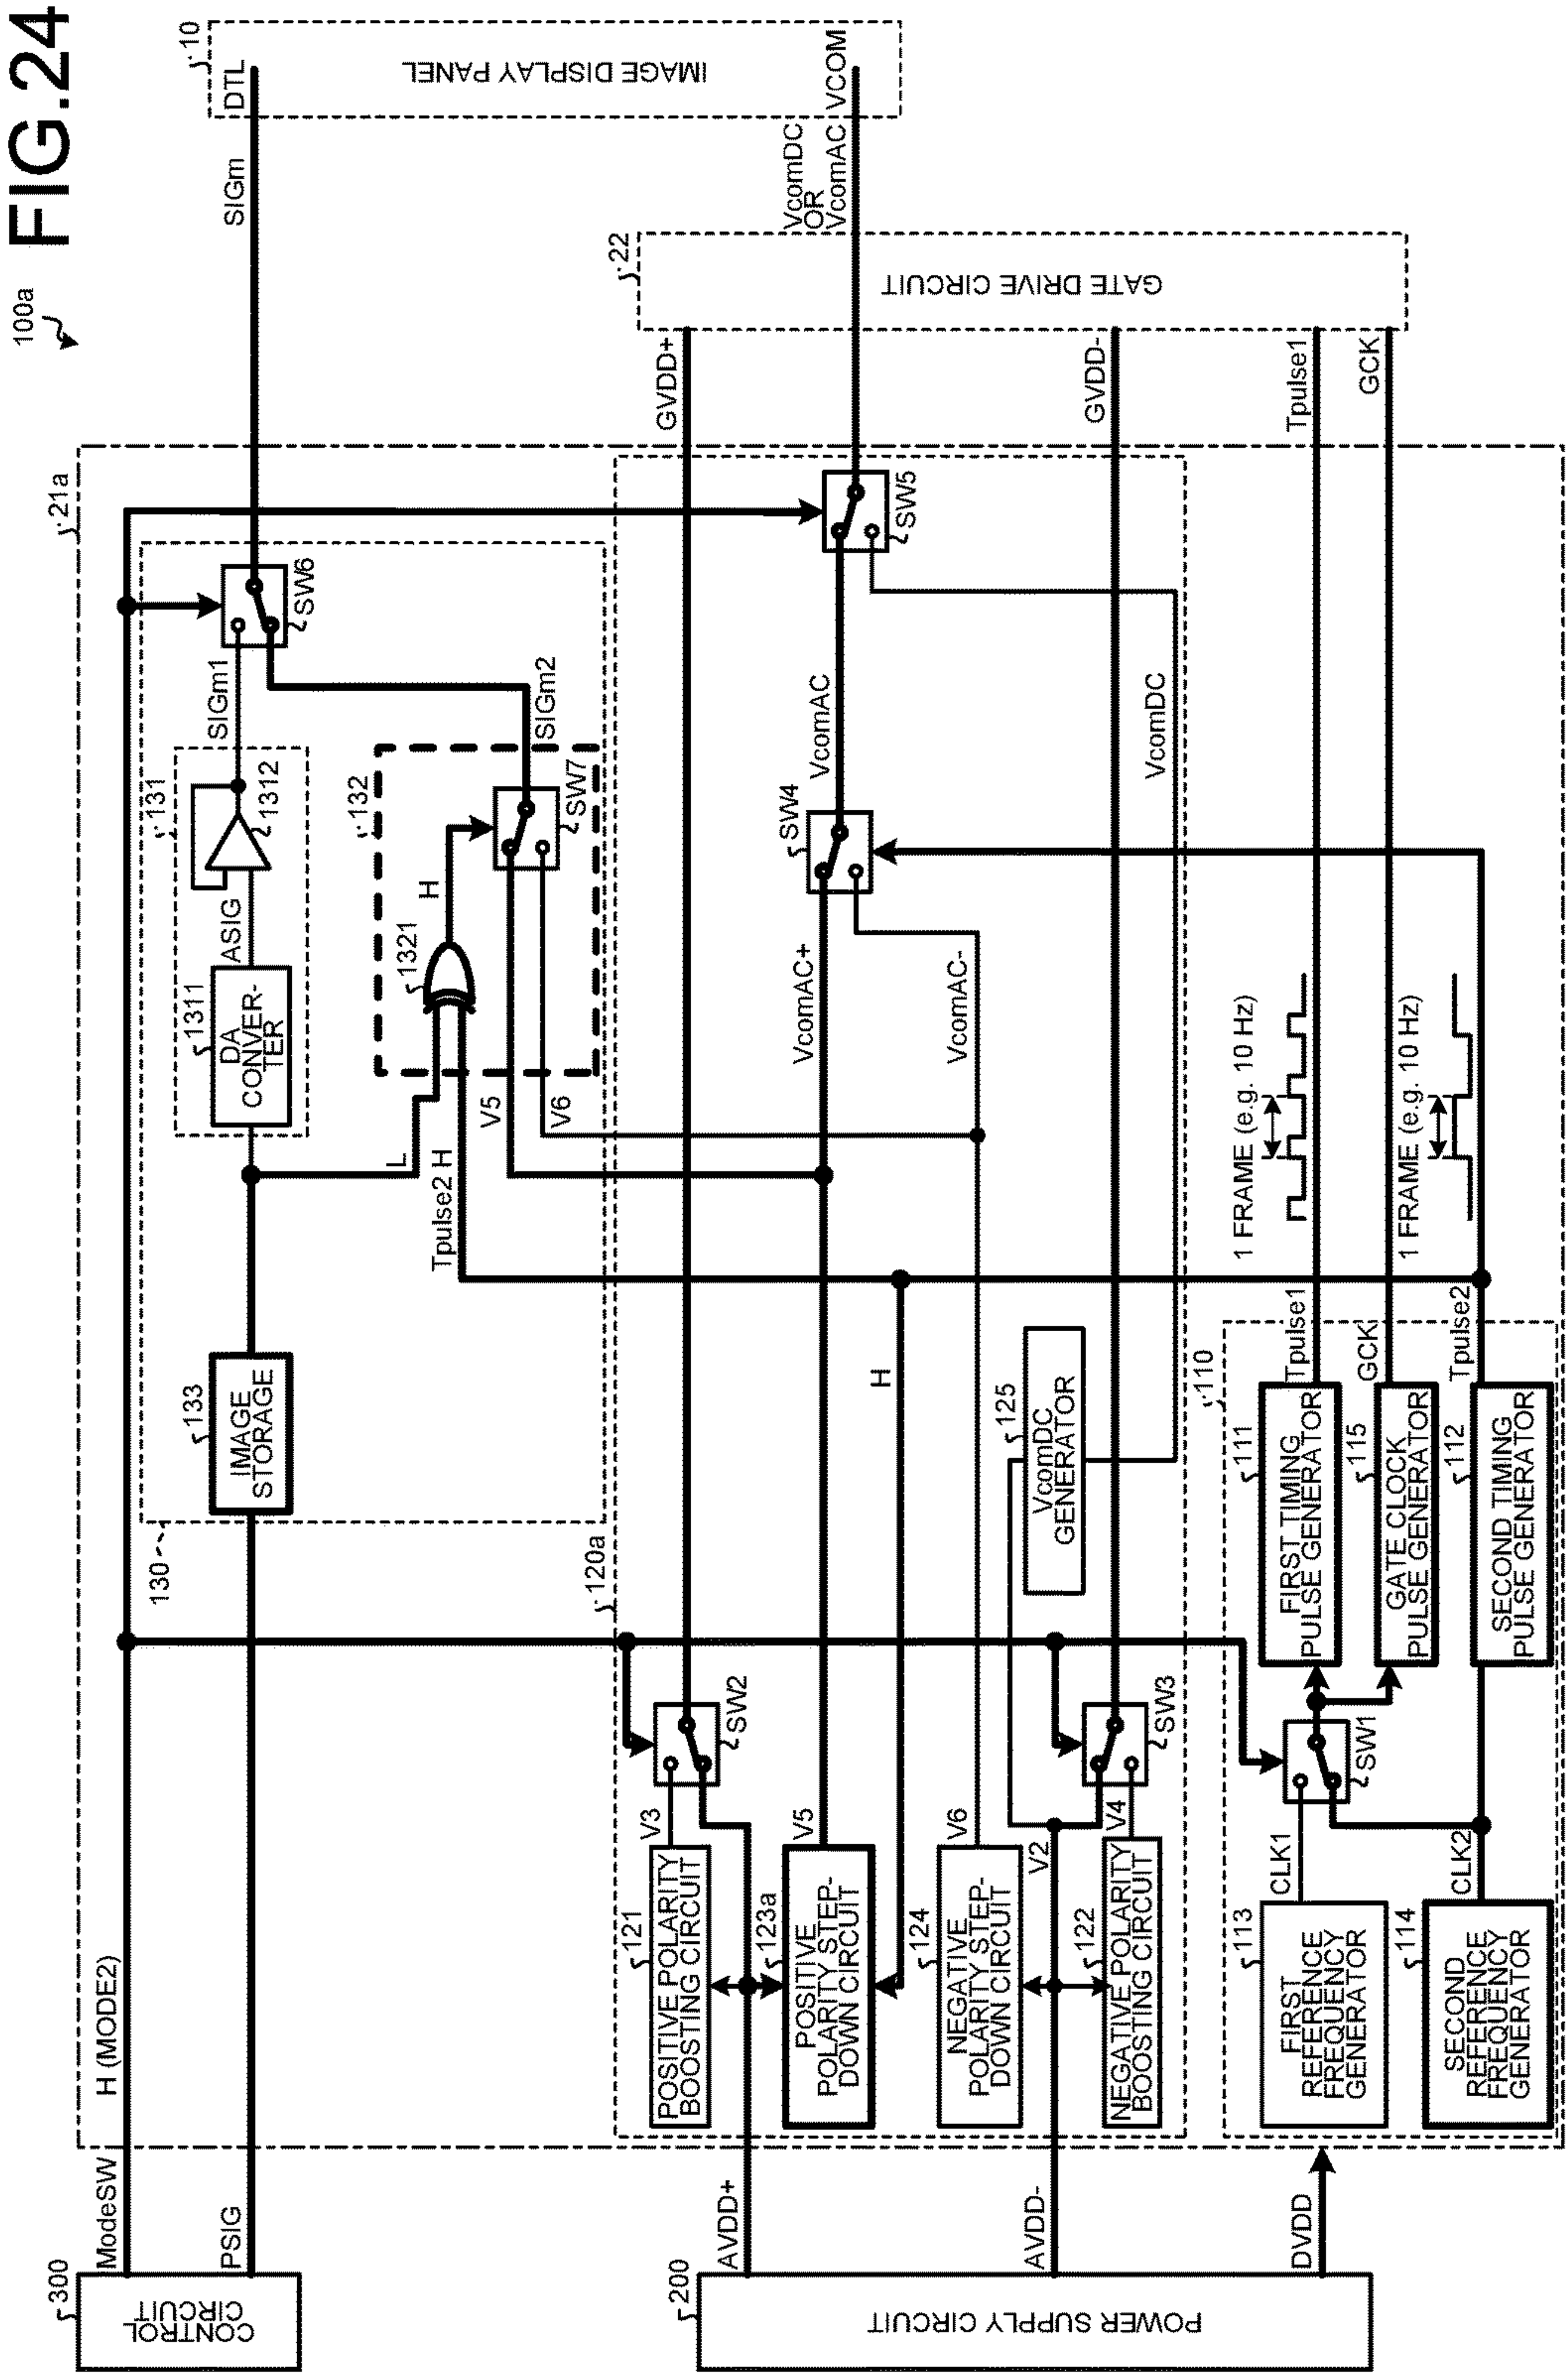 FIG.24
100a
10
DTL
IMAGE DISPLAY PANEL
VCOM
SIGm
VcomDC
OR
VcomAC
22
GATE DRIVE CIRCUIT
GVDD+
GVDD-
Tpulse1
GCK
21a
SW6
SW5
SIGm1
131
1312
ASIG
1311
DA
CONVER-
TER
132
SW7
SIGm2
H
1321
V5
V6
L
Tpulse2 H
VcomAC
VcomDC
SW4
VcomAC+
VcomAC-
1 FRAME (e.g. 10 Hz)
1 FRAME (e.g. 10 Hz)
133
IMAGE
STORAGE
130
120a
H
125
VcomDC
GENERATOR
110
Tpulse1
GCK
Tpulse2
111
FIRST TIMING
PULSE GENERATOR
115
GATE CLOCK
PULSE GENERATOR
112
SECOND TIMING
PULSE GENERATOR
SW2
SW3
SW1
V3
V5
V6
V2
V4
CLK1
CLK2
121
POSITIVE POLARITY
BOOSTING CIRCUIT
123a
POSITIVE
POLARITY STEP-
DOWN CIRCUIT
124
NEGATIVE
POLARITY STEP-
DOWN CIRCUIT
122
NEGATIVE POLARITY
BOOSTING CIRCUIT
113
FIRST
REFERENCE
FREQUENCY
GENERATOR
114
SECOND
REFERENCE
FREQUENCY
GENERATOR
H (MODE2)
ModeSW
PSIG
AVDD+
AVDD-
DVDD
300
CONTROL
CIRCUIT
200
POWER SUPPLY CIRCUIT